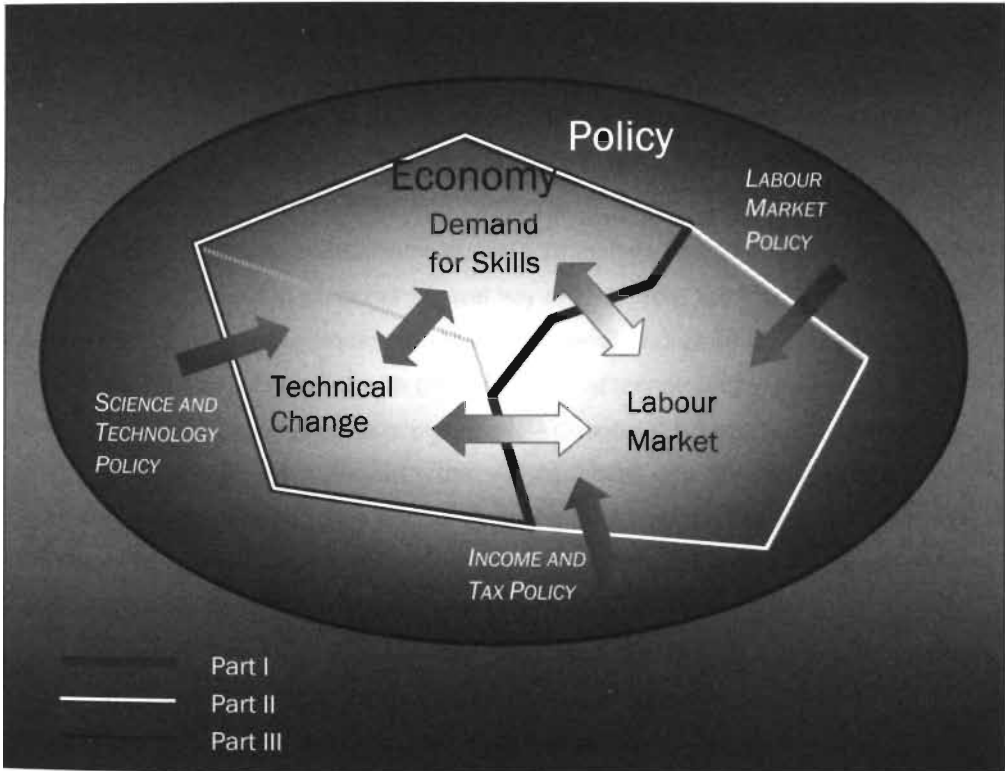 Policy
Economy
Demand
for Skills
LABOUR
MARKET
POLICY
Technical
Change
Labour
Market
SCIENCE AND
TECHNOLOGY
POLICY
INCOME AND
TAX POLICY
Part I
Part II
Part III